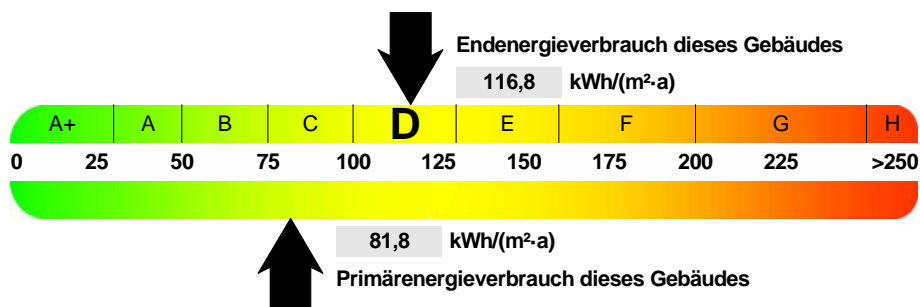 Endenergieverbrauch dieses Gebäudes
116,8 kWh/(m²·a)
A+ A B C D E F G H
0 25 50 75 100 125 150 175 200 225 >250
81,8 kWh/(m²·a)
Primärenergieverbrauch dieses Gebäudes